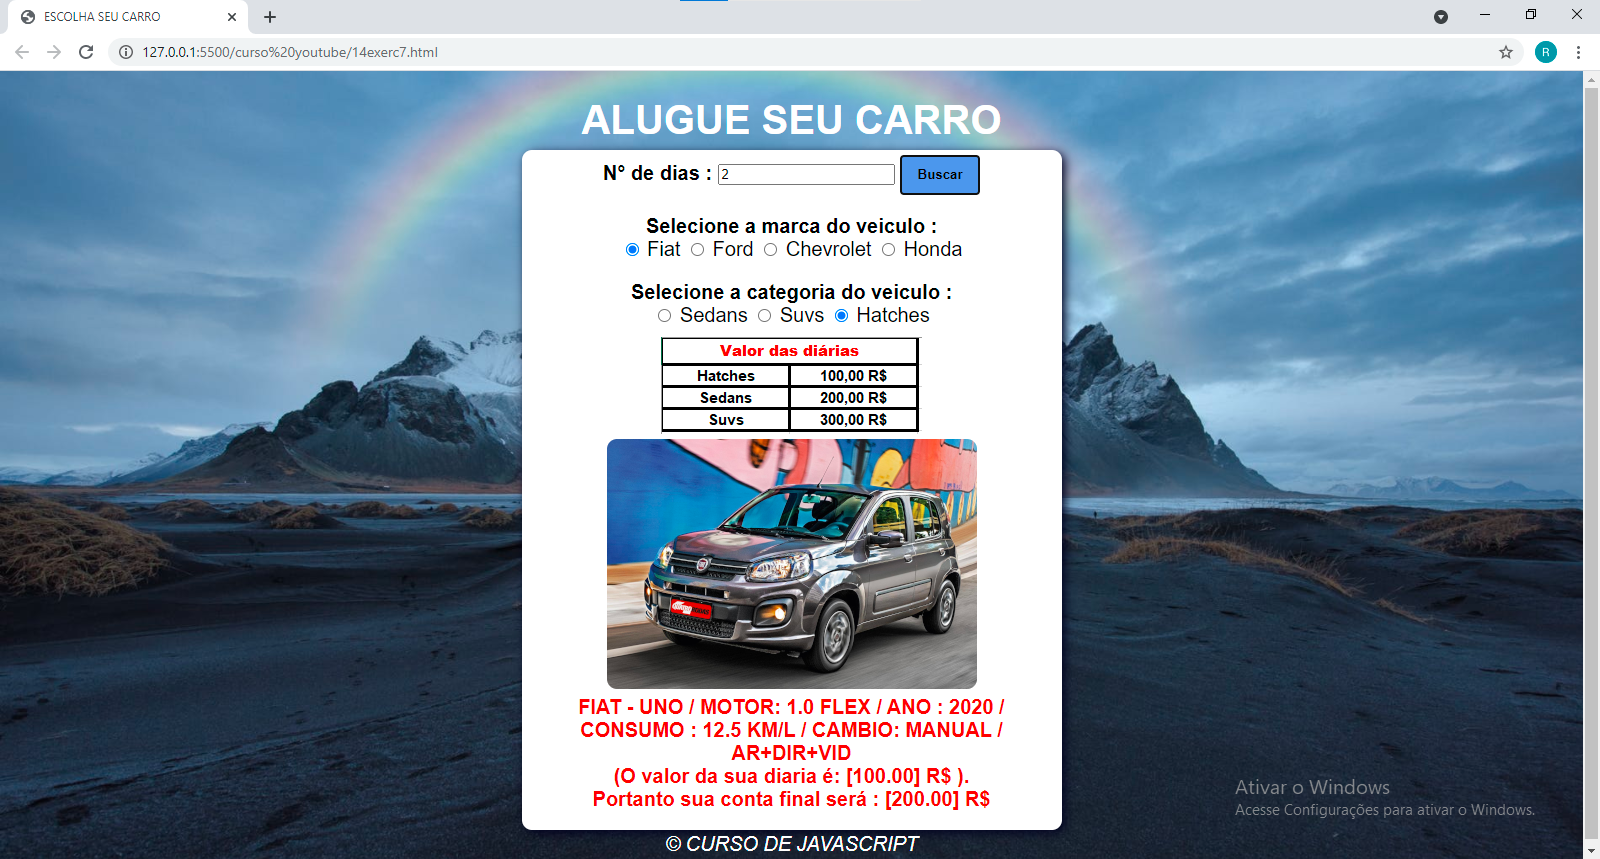 ESCOLHA SEU CARRO
127.0.0.1:5500/curso%20youtube/14exerc7.html
R
ALUGUE SEU CARRO
N° de dias : 2 Buscar
Selecione a marca do veiculo :
Fiat Ford Chevrolet Honda
Selecione a categoria do veiculo :
Sedans Suvs Hatches
Valor das diárias
Hatches 100,00 R$
Sedans 200,00 R$
Suvs 300,00 R$
FIAT - UNO / MOTOR: 1.0 FLEX / ANO : 2020 /
CONSUMO : 12.5 KM/L / CAMBIO: MANUAL /
AR+DIR+VID
(O valor da sua diaria é: [100.00] R$ ).
Portanto sua conta final será : [200.00] R$
Ativar o Windows
Acesse Configurações para ativar o Windows.
© CURSO DE JAVASCRIPT